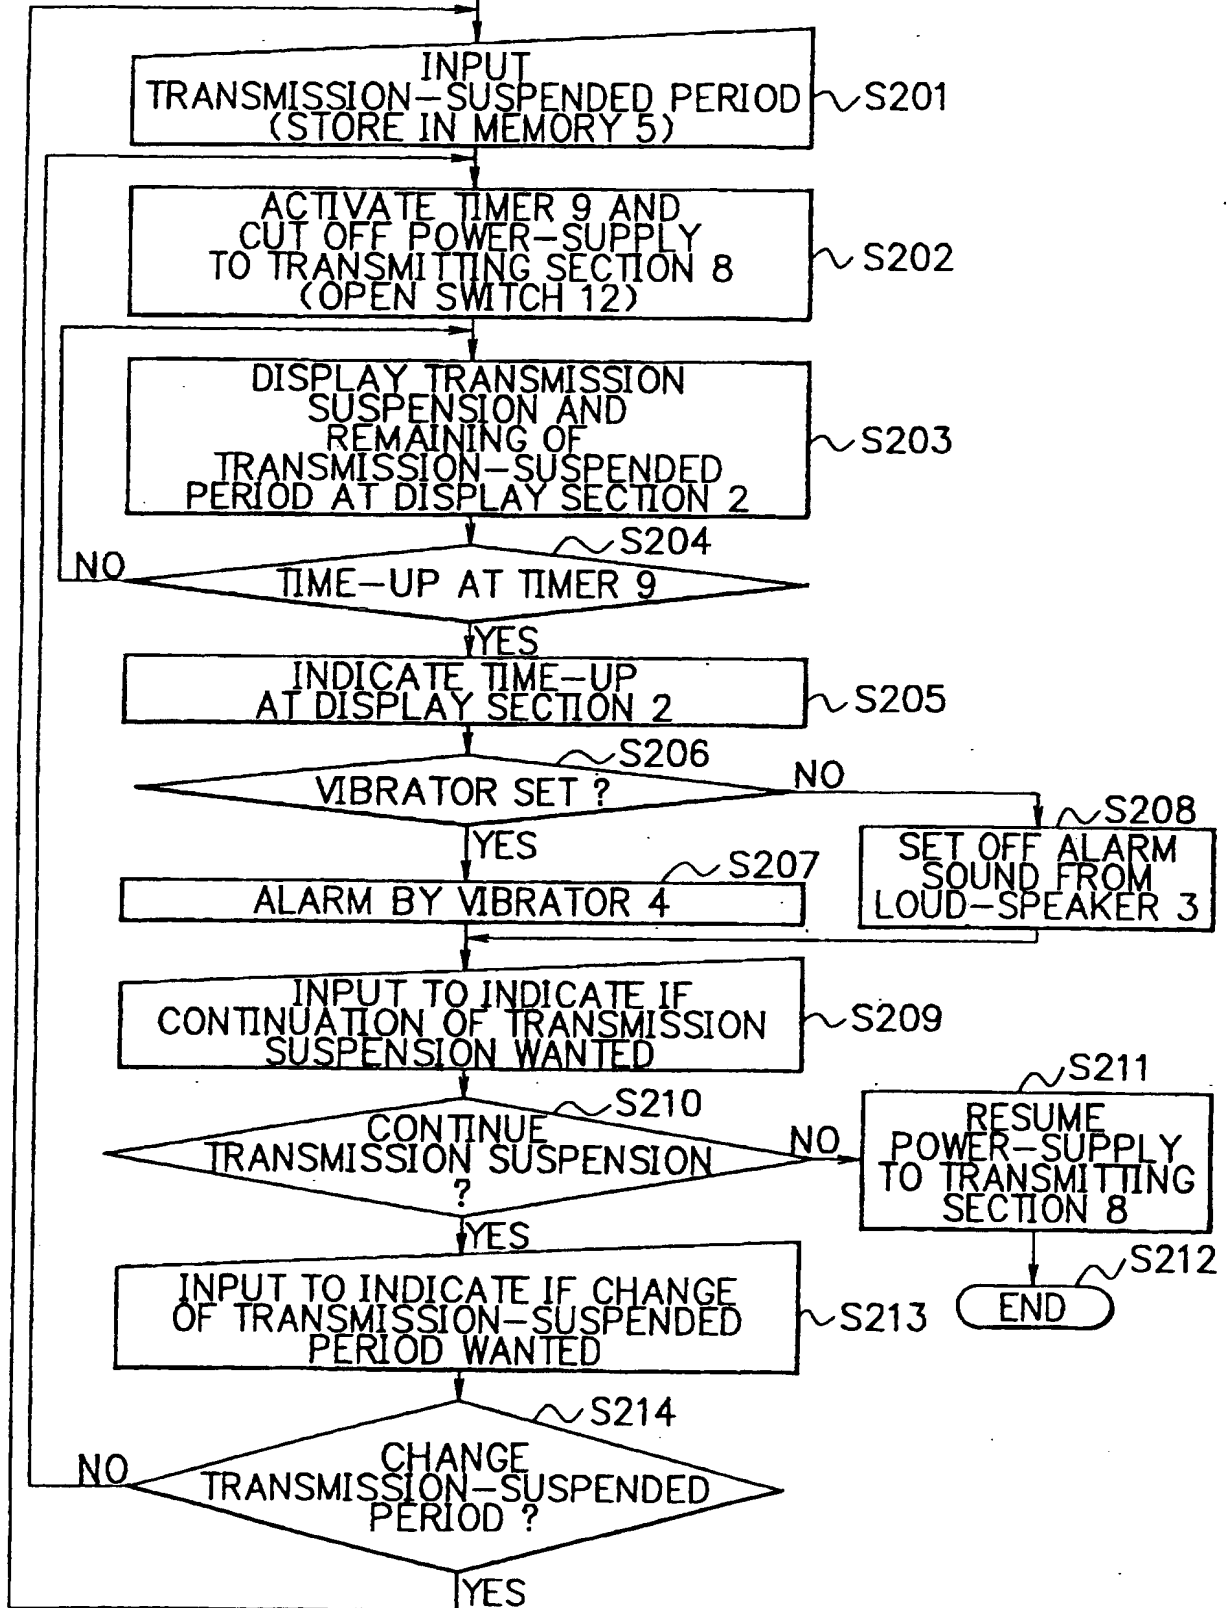 INPUT
TRANSMISSION-SUSPENDED PERIOD
(STORE IN MEMORY 5)
S201
ACTIVATE TIMER 9 AND
CUT OFF POWER-SUPPLY
TO TRANSMITTING SECTION 8
(OPEN SWITCH 12)
S202
DISPLAY TRANSMISSION
SUSPENSION AND
REMAINING OF
TRANSMISSION-SUSPENDED
PERIOD AT DISPLAY SECTION 2
S203
S204
NO
TIME-UP AT TIMER 9
YES
INDICATE TIME-UP
AT DISPLAY SECTION 2
S205
S206
VIBRATOR SET ?
NO
YES
S208
SET OFF ALARM
SOUND FROM
LOUD-SPEAKER 3
S207
ALARM BY VIBRATOR 4
INPUT TO INDICATE IF
CONTINUATION OF TRANSMISSION
SUSPENSION WANTED
S209
S210
CONTINUE
TRANSMISSION SUSPENSION
?
NO
S211
RESUME
POWER-SUPPLY
TO TRANSMITTING
SECTION 8
S212
END
YES
INPUT TO INDICATE IF CHANGE
OF TRANSMISSION-SUSPENDED
PERIOD WANTED
S213
S214
NO
CHANGE
TRANSMISSION-SUSPENDED
PERIOD ?
YES